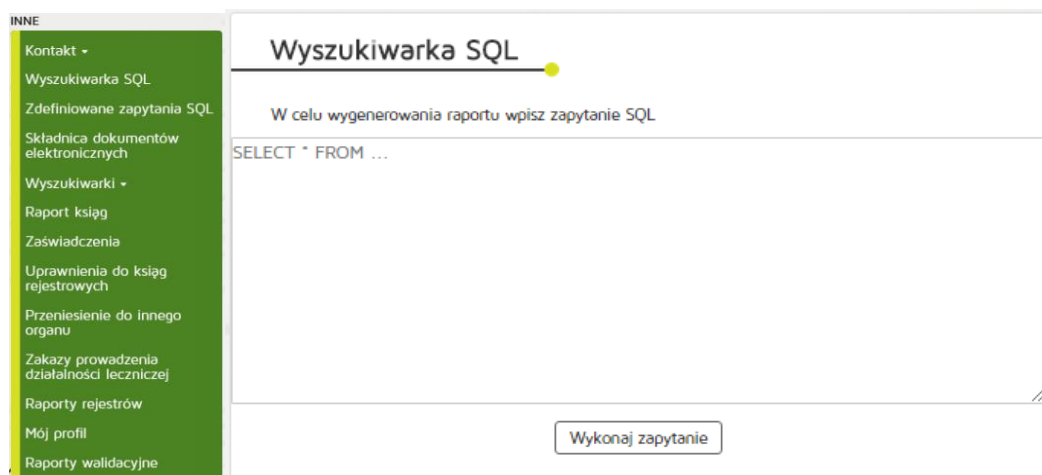 INNE
Kontakt
Wyszukiwarka SQL
Zdefiniowane zapytania SQL
Składnica dokumentów
elektronicznych
Wyszukiwarki
Raport ksiąg
Zaświadczenia
Uprawnienia do ksiąg
rejestrowych
Przeniesienie do innego
organu
Zakazy prowadzenia
działalności leczniczej
Raporty rejestrów
Mój profil
Raporty walidacyjne
Wyszukiwarka SQL
W celu wygenerowania raportu wpisz zapytanie SQL
SELECT * FROM ...
Wykonaj zapytanie